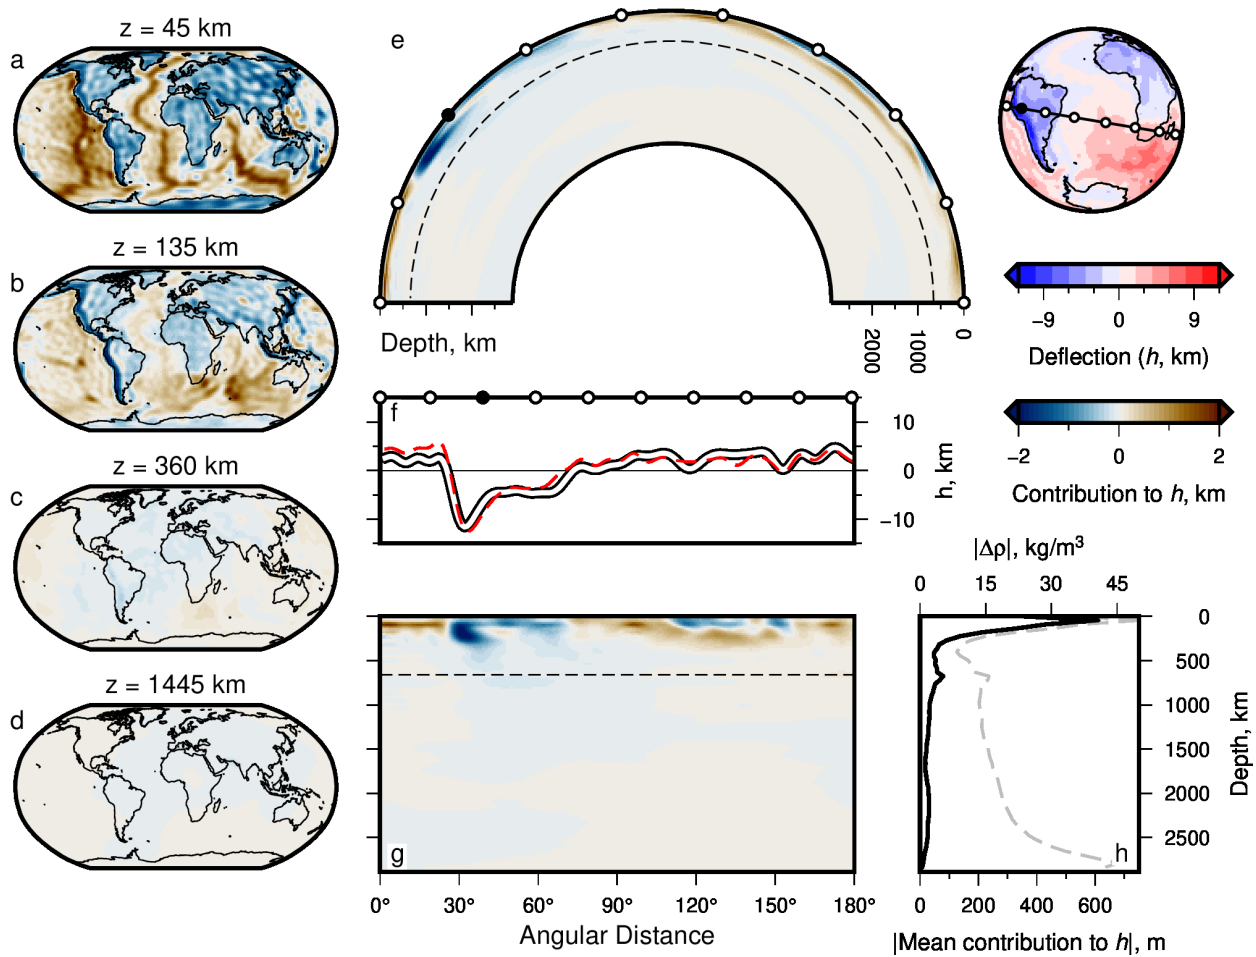 z = 45 km
a
z = 135 km
b
z = 360 km
c
z = 1445 km
d
e
Depth, km
2000
1000
0
f
10
0
−10
h, km
g
0° 30° 60° 90° 120° 150° 180°
Angular Distance
−9 0 9
Deflection (h, km)
−2 0 2
Contribution to h, km
|Δρ|, kg/m³
0 15 30 45
0
500
1000
1500
2000
2500
Depth, km
h
0 200 400 600
|Mean contribution to h|, m